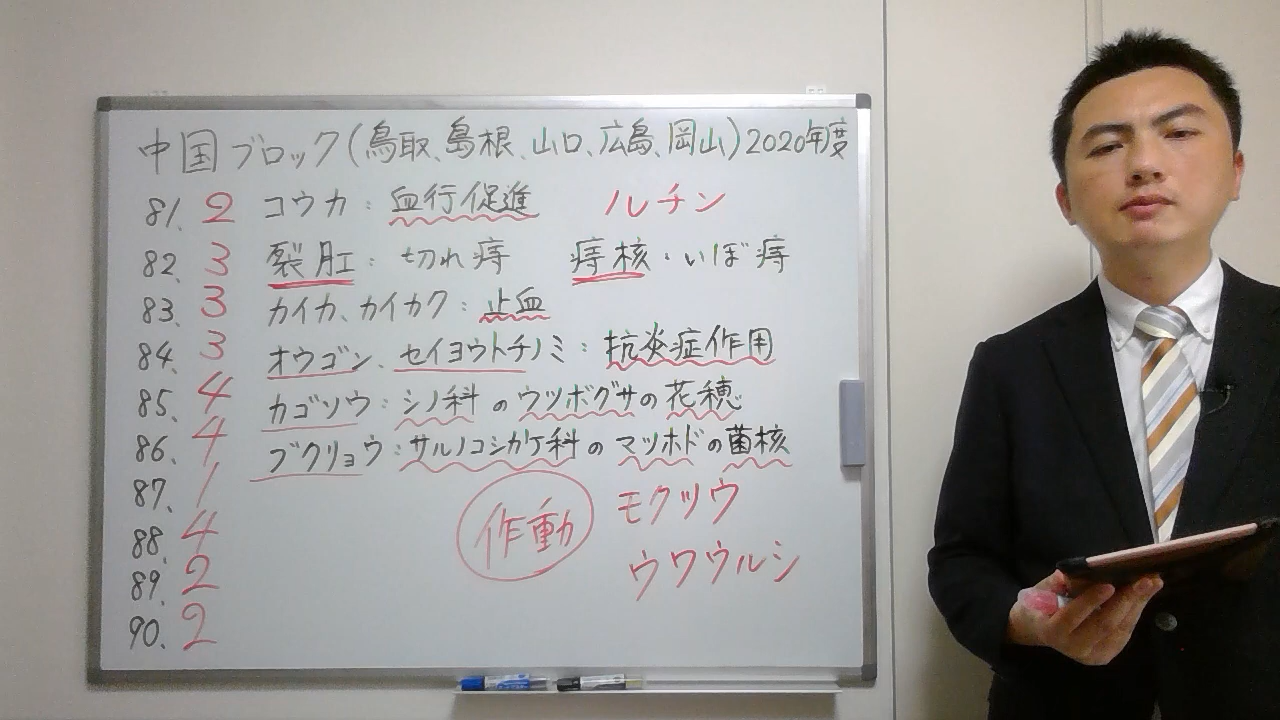 中国ブロック(鳥取、島根、山口、広島、岡山)2020年度
81. 2 コウカ：血行促進 ルチン
82. 3 裂肛：切れ痔 痔核・いぼ痔
83. 3 カイカ、カイカク：止血
84. 3 オウゴン、セイヨウトチノミ：抗炎症作用
85. 4 カゴソウ：シソ科のウツボグサの花穂
86. 4 ブクリョウ：サルノコシカケ科のマツホドの菌核
87. 1 作動 モクツウ
88. 4 ウワウルシ
89. 2
90. 2